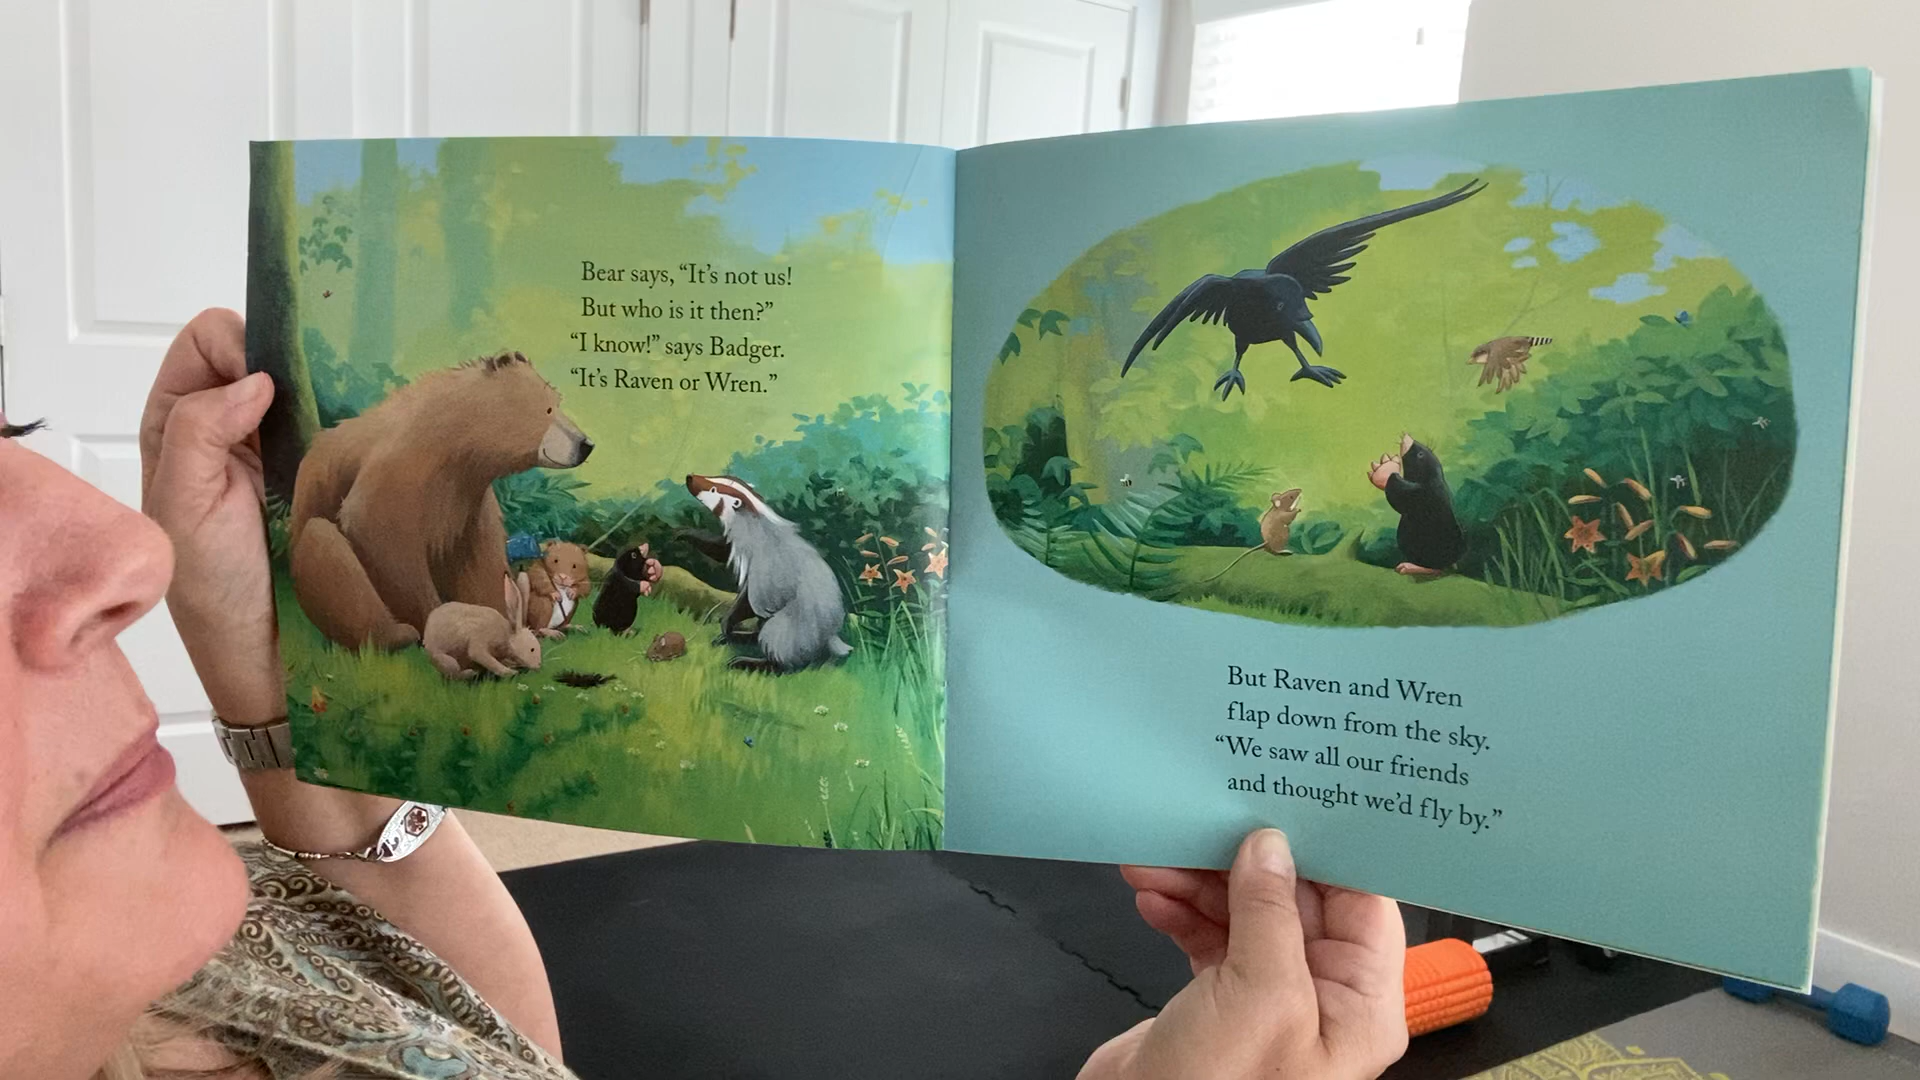 Bear says, “It’s not us!
But who is it then?”
“I know!” says Badger.
“It’s Raven or Wren.”
But Raven and Wren
flap down from the sky.
“We saw all our friends
and thought we’d fly by.”